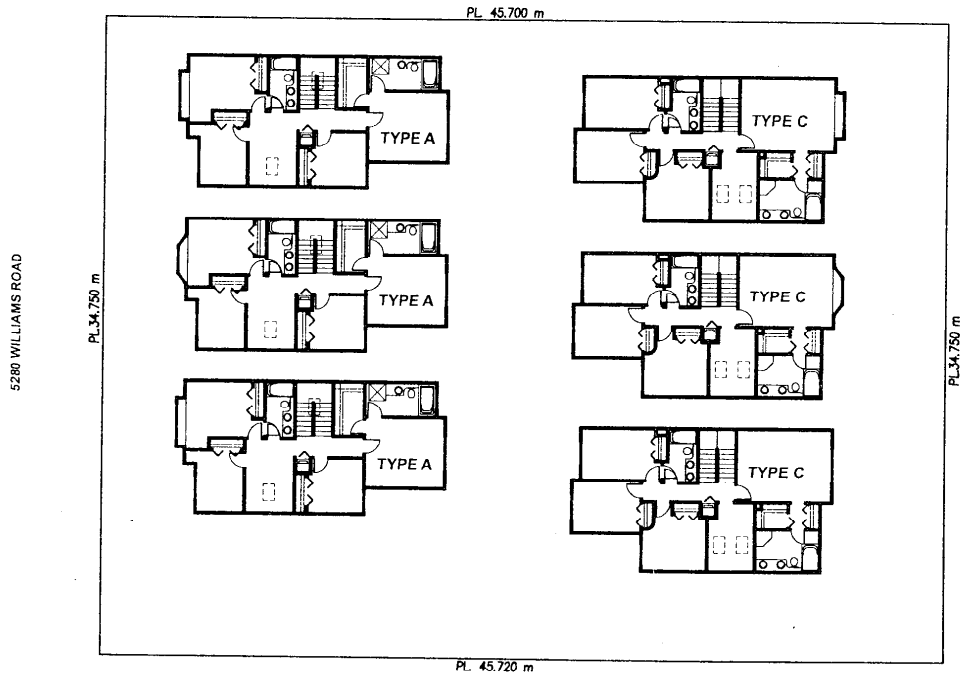 PL 45.700 m
TYPE A
TYPE C
5280 WILLIAMS ROAD
PL.34.750 m
TYPE A
TYPE C
PL.34.750 m
TYPE A
TYPE C
PL. 45.720 m